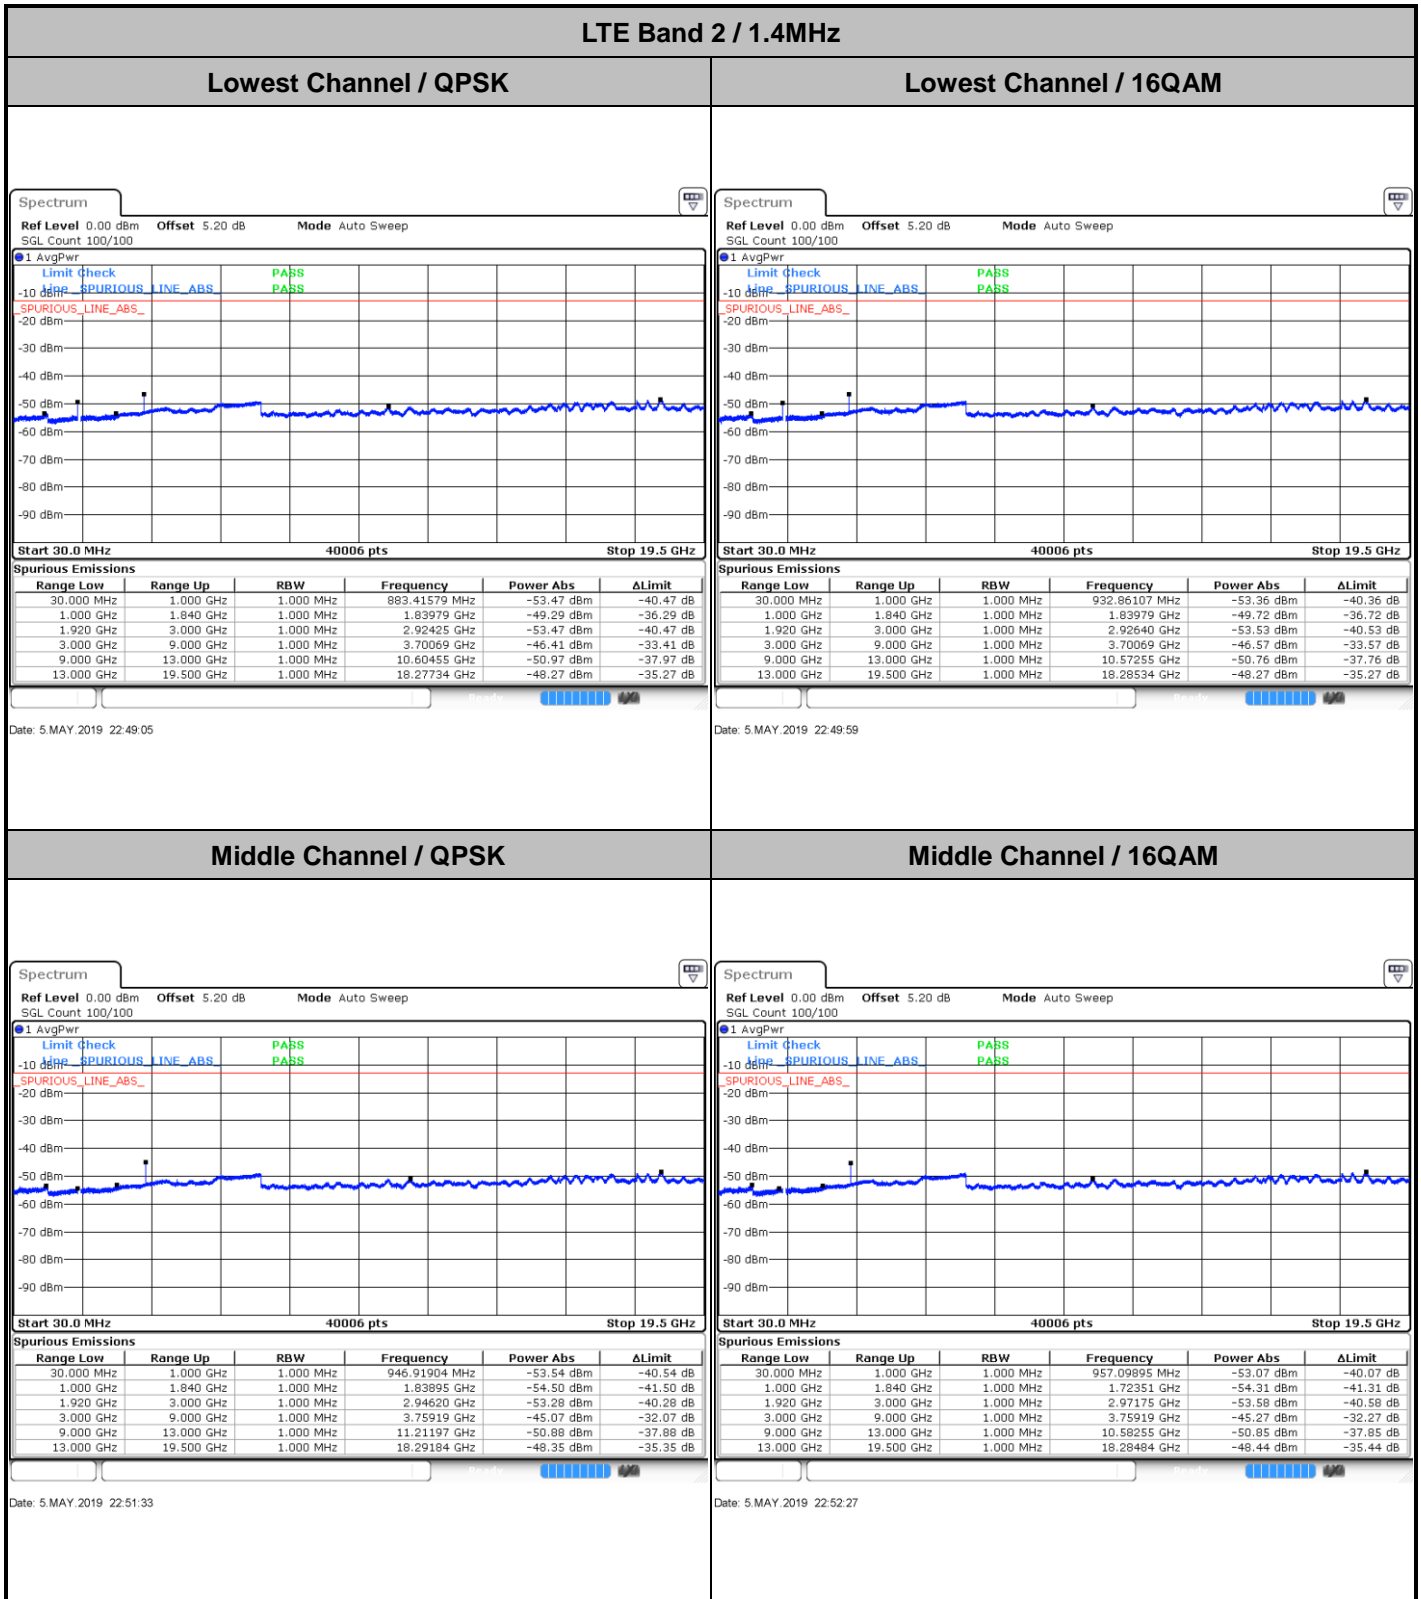 LTE Band 2 / 1.4MHz
Lowest Channel / QPSK
Lowest Channel / 16QAM
Spectrum
Ref Level 0.00 dBm Offset 5.20 dB Mode Auto Sweep
SGL Count 100/100
1 AvgPwr
Limit Check PASS
-10 dBm Line _SPURIOUS_LINE_ABS_ PASS
_SPURIOUS_LINE_ABS_
-20 dBm
-30 dBm
-40 dBm
-50 dBm
-60 dBm
-70 dBm
-80 dBm
-90 dBm
Start 30.0 MHz 40006 pts Stop 19.5 GHz
Spurious Emissions
Range Low Range Up RBW Frequency Power Abs ΔLimit
30.000 MHz 1.000 GHz 1.000 MHz 883.41579 MHz -53.47 dBm -40.47 dB
1.000 GHz 1.840 GHz 1.000 MHz 1.83979 GHz -49.29 dBm -36.29 dB
1.920 GHz 3.000 GHz 1.000 MHz 2.92425 GHz -53.47 dBm -40.47 dB
3.000 GHz 9.000 GHz 1.000 MHz 3.70069 GHz -46.41 dBm -33.41 dB
9.000 GHz 13.000 GHz 1.000 MHz 10.60455 GHz -50.97 dBm -37.97 dB
13.000 GHz 19.500 GHz 1.000 MHz 18.27734 GHz -48.27 dBm -35.27 dB
Ready
Date: 5.MAY.2019 22:49:05
Spectrum
Ref Level 0.00 dBm Offset 5.20 dB Mode Auto Sweep
SGL Count 100/100
1 AvgPwr
Limit Check PASS
-10 dBm Line _SPURIOUS_LINE_ABS_ PASS
_SPURIOUS_LINE_ABS_
-20 dBm
-30 dBm
-40 dBm
-50 dBm
-60 dBm
-70 dBm
-80 dBm
-90 dBm
Start 30.0 MHz 40006 pts Stop 19.5 GHz
Spurious Emissions
Range Low Range Up RBW Frequency Power Abs ΔLimit
30.000 MHz 1.000 GHz 1.000 MHz 932.86107 MHz -53.36 dBm -40.36 dB
1.000 GHz 1.840 GHz 1.000 MHz 1.83979 GHz -49.72 dBm -36.72 dB
1.920 GHz 3.000 GHz 1.000 MHz 2.92640 GHz -53.53 dBm -40.53 dB
3.000 GHz 9.000 GHz 1.000 MHz 3.70069 GHz -46.57 dBm -33.57 dB
9.000 GHz 13.000 GHz 1.000 MHz 10.57255 GHz -50.76 dBm -37.76 dB
13.000 GHz 19.500 GHz 1.000 MHz 18.28534 GHz -48.27 dBm -35.27 dB
Ready
Date: 5.MAY.2019 22:49:59
Middle Channel / QPSK
Middle Channel / 16QAM
Spectrum
Ref Level 0.00 dBm Offset 5.20 dB Mode Auto Sweep
SGL Count 100/100
1 AvgPwr
Limit Check PASS
-10 dBm Line _SPURIOUS_LINE_ABS_ PASS
_SPURIOUS_LINE_ABS_
-20 dBm
-30 dBm
-40 dBm
-50 dBm
-60 dBm
-70 dBm
-80 dBm
-90 dBm
Start 30.0 MHz 40006 pts Stop 19.5 GHz
Spurious Emissions
Range Low Range Up RBW Frequency Power Abs ΔLimit
30.000 MHz 1.000 GHz 1.000 MHz 946.91904 MHz -53.54 dBm -40.54 dB
1.000 GHz 1.840 GHz 1.000 MHz 1.83895 GHz -54.50 dBm -41.50 dB
1.920 GHz 3.000 GHz 1.000 MHz 2.94620 GHz -53.28 dBm -40.28 dB
3.000 GHz 9.000 GHz 1.000 MHz 3.75919 GHz -45.07 dBm -32.07 dB
9.000 GHz 13.000 GHz 1.000 MHz 11.21197 GHz -50.88 dBm -37.88 dB
13.000 GHz 19.500 GHz 1.000 MHz 18.29184 GHz -48.35 dBm -35.35 dB
Ready
Date: 5.MAY.2019 22:51:33
Spectrum
Ref Level 0.00 dBm Offset 5.20 dB Mode Auto Sweep
SGL Count 100/100
1 AvgPwr
Limit Check PASS
-10 dBm Line _SPURIOUS_LINE_ABS_ PASS
_SPURIOUS_LINE_ABS_
-20 dBm
-30 dBm
-40 dBm
-50 dBm
-60 dBm
-70 dBm
-80 dBm
-90 dBm
Start 30.0 MHz 40006 pts Stop 19.5 GHz
Spurious Emissions
Range Low Range Up RBW Frequency Power Abs ΔLimit
30.000 MHz 1.000 GHz 1.000 MHz 957.09895 MHz -53.07 dBm -40.07 dB
1.000 GHz 1.840 GHz 1.000 MHz 1.72351 GHz -54.31 dBm -41.31 dB
1.920 GHz 3.000 GHz 1.000 MHz 2.97175 GHz -53.58 dBm -40.58 dB
3.000 GHz 9.000 GHz 1.000 MHz 3.75919 GHz -45.27 dBm -32.27 dB
9.000 GHz 13.000 GHz 1.000 MHz 10.58255 GHz -50.85 dBm -37.85 dB
13.000 GHz 19.500 GHz 1.000 MHz 18.28484 GHz -48.44 dBm -35.44 dB
Ready
Date: 5.MAY.2019 22:52:27